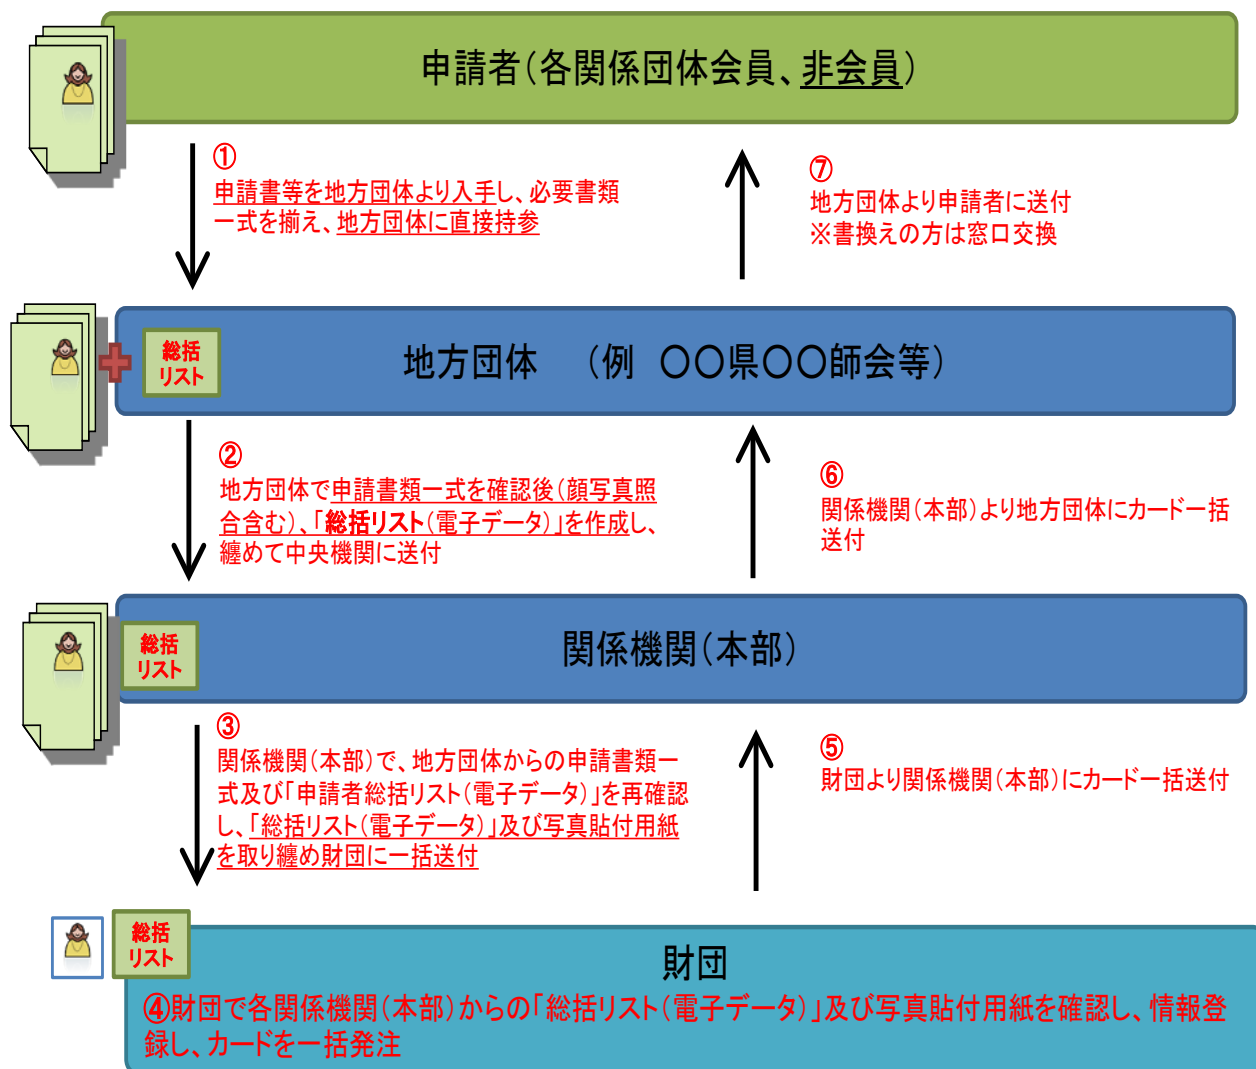 申請者(各関係団体会員、非会員)
①
申請書等を地方団体より入手し、必要書類
一式を揃え、地方団体に直接持参
⑦
地方団体より申請者に送付
※書換えの方は窓口交換
総括
リスト
地方団体　(例　〇〇県〇〇師会等)
②
地方団体で申請書類一式を確認後(顔写真照
合含む)、「総括リスト(電子データ)」を作成し、
纏めて中央機関に送付
⑥
関係機関(本部)より地方団体にカード一括
送付
総括
リスト
関係機関(本部)
③
関係機関(本部)で、地方団体からの申請書類一
式及び「申請者総括リスト(電子データ)」を再確認
し、「総括リスト(電子データ)」及び写真貼付用紙
を取り纏め財団に一括送付
⑤
財団より関係機関(本部)にカード一括送付
総括
リスト
財団
④財団で各関係機関(本部)からの「総括リスト(電子データ)」及び写真貼付用紙を確認し、情報登
録し、カードを一括発注